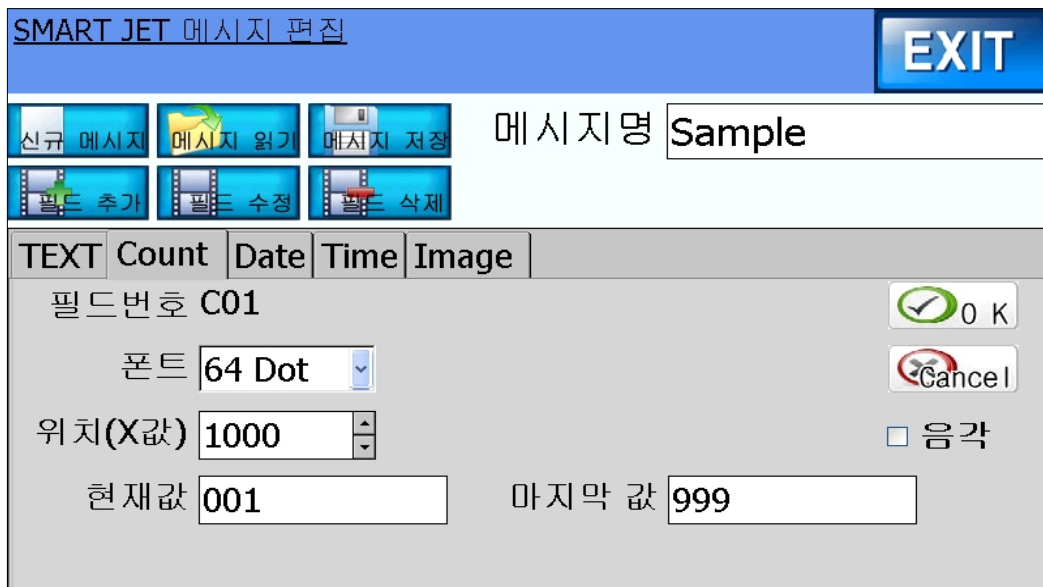 SMART JET 메시지 편집
EXIT
신규 메시지 메시지 읽기 메시지 저장 메시지명 Sample
필드 추가 필드 수정 필드 삭제
TEXT Count Date Time Image
필드번호 C01 O K
폰트 64 Dot Cancel
위치(X값) 1000 음각
현재값 001 마지막 값 999